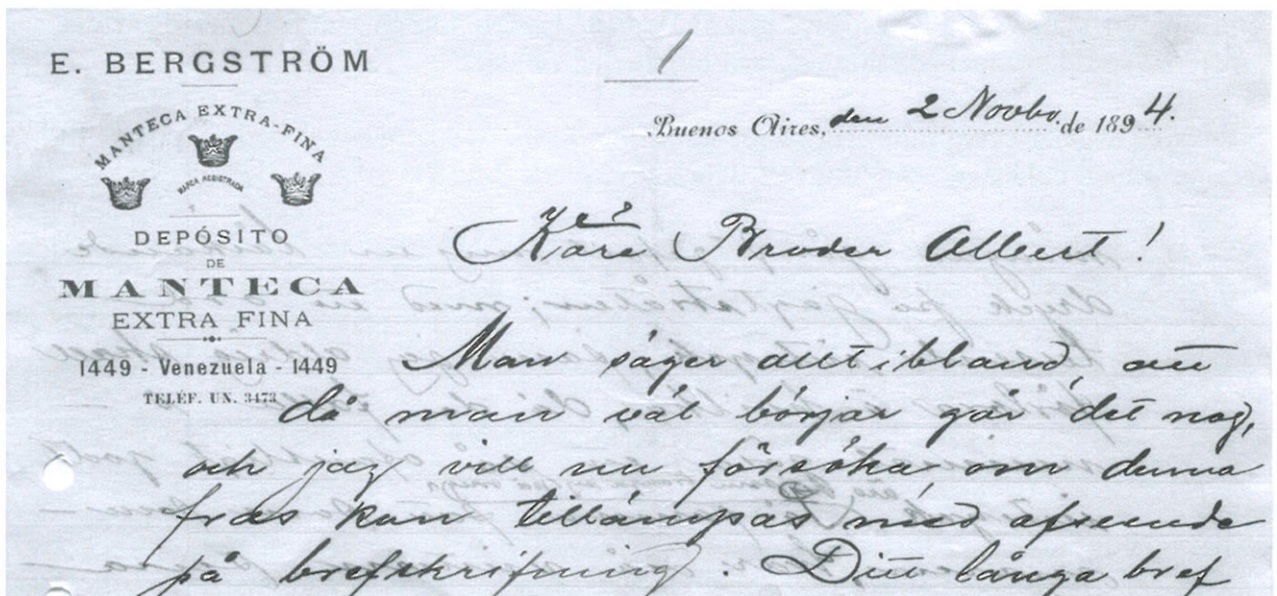 E. BERGSTRÖM
MANTECA EXTRA-FINA
MARCA REGISTRADA
DEPÓSITO
DE
MANTECA
EXTRA FINA
1449 - Venezuela - 1449
TELÉF. UN. 3473
1
Buenos Aires, den 2 Novbr. de 1894.
Käre Broder Albert!
Man säger allt ibland, att
då man väl börjar går det nog,
och jag vill nu försöka om denna
fras kan tillämpas med afseende
på brefskrifning. Ditt långa bref